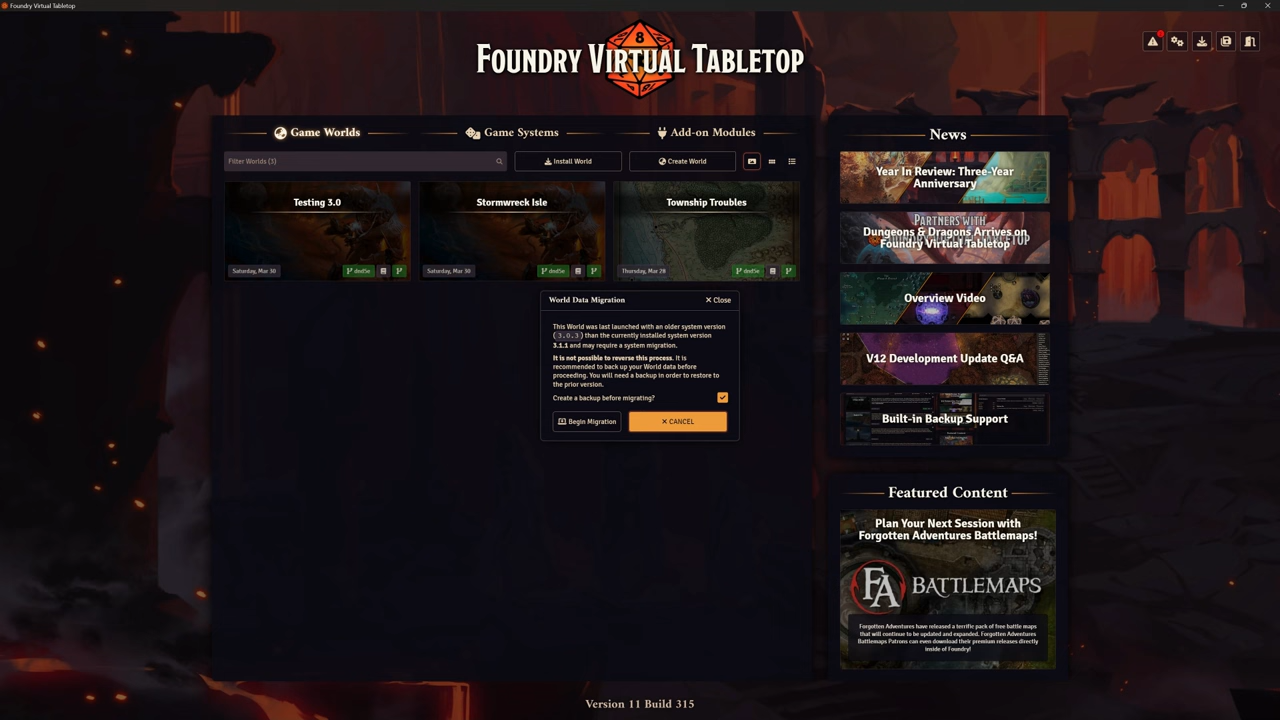 Foundry Virtual Tabletop
8
Foundry Virtual Tabletop
Game Worlds
Game Systems
Add-on Modules
Filter Worlds (3)
Install World
Create World
Testing 3.0
Stormwreck Isle
Township Troubles
Saturday, Mar 30
dnd5e
Saturday, Mar 30
dnd5e
Thursday, Mar 28
dnd5e
World Data Migration
Close
This World was last launched with an older system version
( 3.0.3 ) than the currently installed system version
3.1.1 and may require a system migration.
It is not possible to reverse this process. It is
recommended to back up your World data before
proceeding. You will need a backup in order to restore to
the prior version.
Create a backup before migrating?
Begin Migration
CANCEL
News
Year In Review: Three-Year
Anniversary
Partners with
Dungeons & Dragons Arrives on
Foundry Virtual Tabletop
Overview Video
V12 Development Update Q&A
Built-in Backup Support
Featured Content
Plan Your Next Session with
Forgotten Adventures Battlemaps!
FA BATTLEMAPS
Forgotten Adventures have released a terrific pack of free battle maps
that will continue to be updated and expanded. Forgotten Adventures
Battlemaps Patrons can even download their premium releases directly
inside of Foundry!
Version 11 Build 315